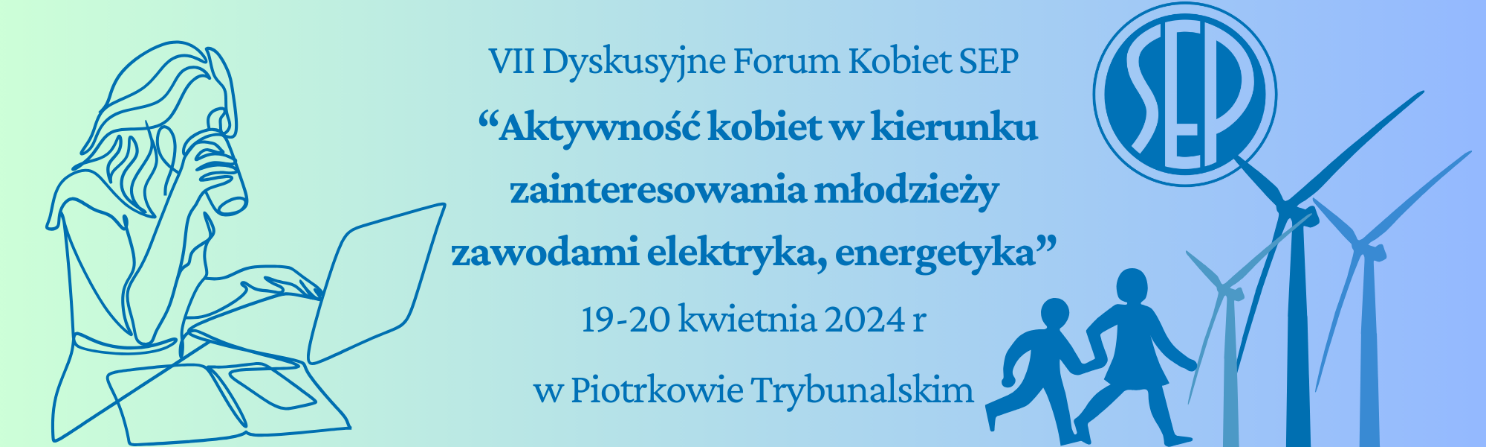 VII Dyskusyjne Forum Kobiet SEP
“Aktywność kobiet w kierunku
zainteresowania młodzieży
zawodami elektryka, energetyka”
19-20 kwietnia 2024 r
w Piotrkowie Trybunalskim
SEP